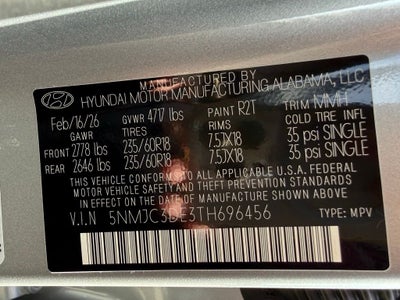 MANUFACTURED BY
HYUNDAI MOTOR MANUFACTURING ALABAMA, LLC.
Feb/16/26 GVWR 4717 lbs PAINT R2T TRIM MMH
GAWR TIRES RIMS COLD TIRE INFL
FRONT 2778 lbs 235/60R18 7.5JX18 35 psi SINGLE
REAR 2646 lbs 235/60R18 7.5JX18 35 psi SINGLE
THIS VEHICLE CONFORMS TO ALL APPLICABLE U.S.A. FEDERAL
MOTOR VEHICLE SAFETY AND THEFT PREVENTION STANDARDS
IN EFFECT ON THE DATE OF MANUFACTURE SHOWN ABOVE
V.I.N 5NMJC3DE3TH696456 TYPE: MPV